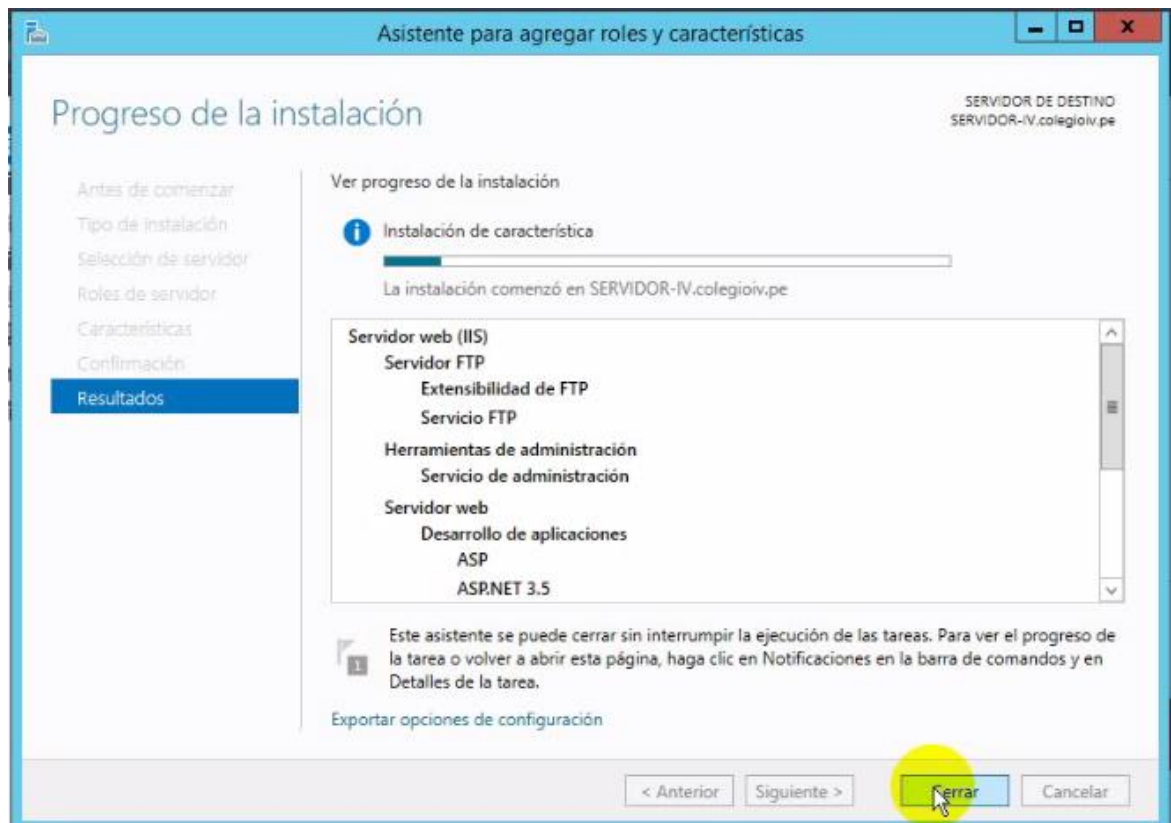 Asistente para agregar roles y características
Progreso de la instalación
SERVIDOR DE DESTINO
SERVIDOR-IV.colegioiv.pe
Antes de comenzar
Tipo de instalación
Selección de servidor
Roles de servidor
Características
Confirmación
Resultados
Ver progreso de la instalación
Instalación de característica
La instalación comenzó en SERVIDOR-IV.colegioiv.pe
Servidor web (IIS)
Servidor FTP
Extensibilidad de FTP
Servicio FTP
Herramientas de administración
Servicio de administración
Servidor web
Desarrollo de aplicaciones
ASP
ASP.NET 3.5
1
Este asistente se puede cerrar sin interrumpir la ejecución de las tareas. Para ver el progreso de
la tarea o volver a abrir esta página, haga clic en Notificaciones en la barra de comandos y en
Detalles de la tarea.
Exportar opciones de configuración
< Anterior
Siguiente >
Cerrar
Cancelar